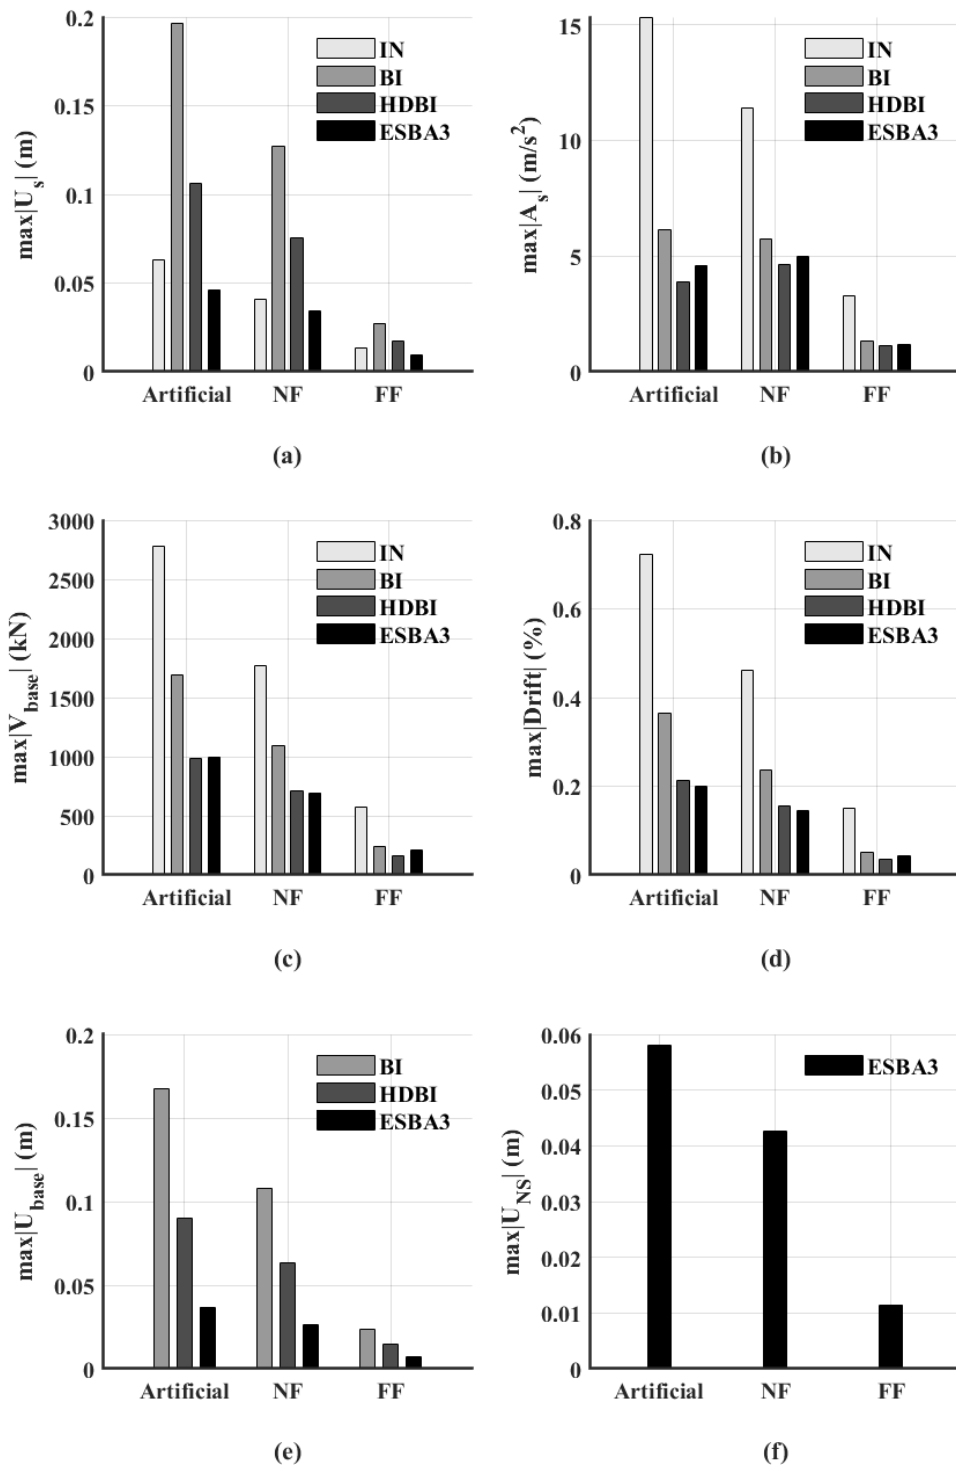 max|U_s| (m)
0.2
0.15
0.1
0.05
0
IN
BI
HDBI
ESBA3
Artificial NF FF
(a)
max|A_s| (m/s²)
15
10
5
0
IN
BI
HDBI
ESBA3
Artificial NF FF
(b)
max|V_base| (kN)
3000
2500
2000
1500
1000
500
0
IN
BI
HDBI
ESBA3
Artificial NF FF
(c)
max|Drift| (%)
0.8
0.6
0.4
0.2
0
IN
BI
HDBI
ESBA3
Artificial NF FF
(d)
max|U_base| (m)
0.2
0.15
0.1
0.05
0
BI
HDBI
ESBA3
Artificial NF FF
(e)
max|U_NS| (m)
0.06
0.05
0.04
0.03
0.02
0.01
0
ESBA3
Artificial NF FF
(f)